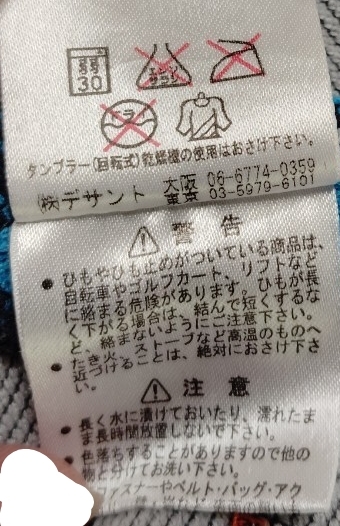 弱
30
エンソ
サラシ
ドライ
タンブラー(回転式)乾燥機の使用はおさけ下さい。
㈱デサント 大阪 06-6774-0359
東京 03-5979-6101
警告
ひもやひも止めがついている商品は、
自転車やゴルフカート、リフトなど
に絡まる危険があります。ひもが長
く下がる場合は、結んで短くするな
どからまないようにご注意下さい。
たき火、ストーブなど高温のものへ
近づけることは、絶対におさけ下さ
い。
注意
長く水に漬けておいたり、濡れたま
ま長時間放置しないで下さい。
色落ちすることがありますので他の
物と分けてお洗い下さい。
ァスナーやベルト・バッグ・アク